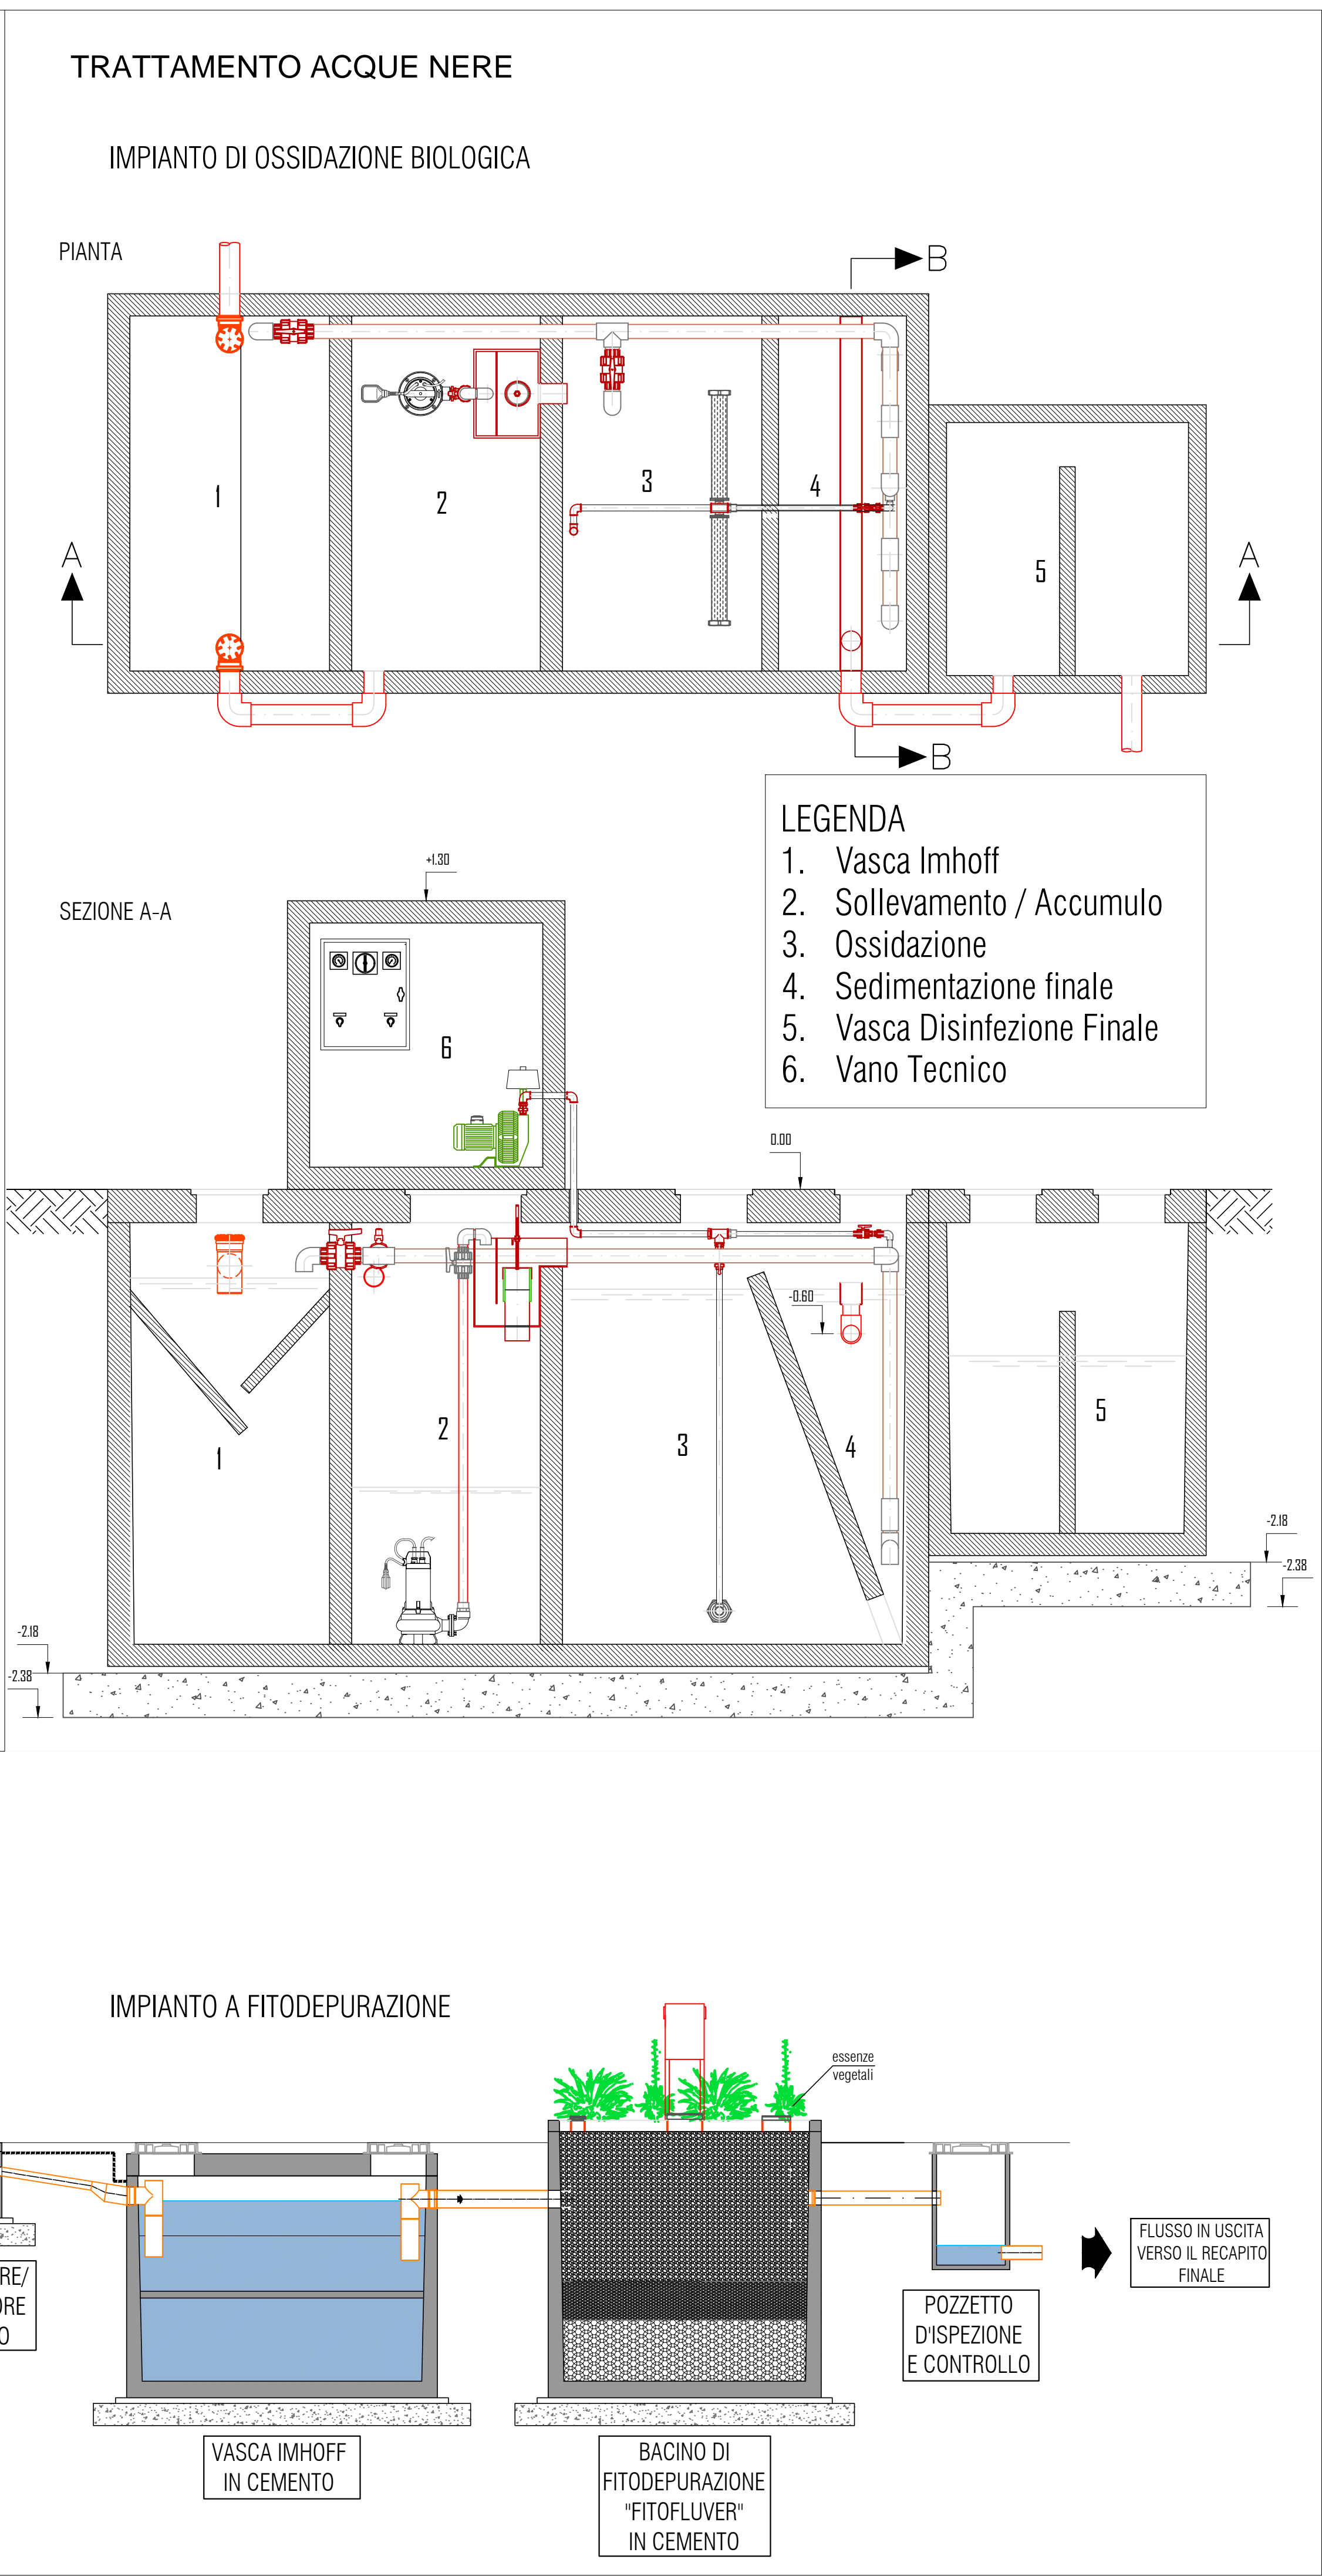 TRATTAMENTO ACQUE NERE
IMPIANTO DI OSSIDAZIONE BIOLOGICA
PIANTA
B
1
2
3
4
5
A
A
B
LEGENDA
1. Vasca Imhoff
2. Sollevamento / Accumulo
3. Ossidazione
4. Sedimentazione finale
5. Vasca Disinfezione Finale
6. Vano Tecnico
SEZIONE A-A
+1.30
6
0.00
-0.60
1
2
3
4
5
-2.18
-2.38
-2.18
-2.38
IMPIANTO A FITODEPURAZIONE
essenze
vegetali
FLUSSO IN USCITA
VERSO IL RECAPITO
FINALE
RE/
ORE
O
POZZETTO
D'ISPEZIONE
E CONTROLLO
VASCA IMHOFF
IN CEMENTO
BACINO DI
FITODEPURAZIONE
"FITOFLUVER"
IN CEMENTO